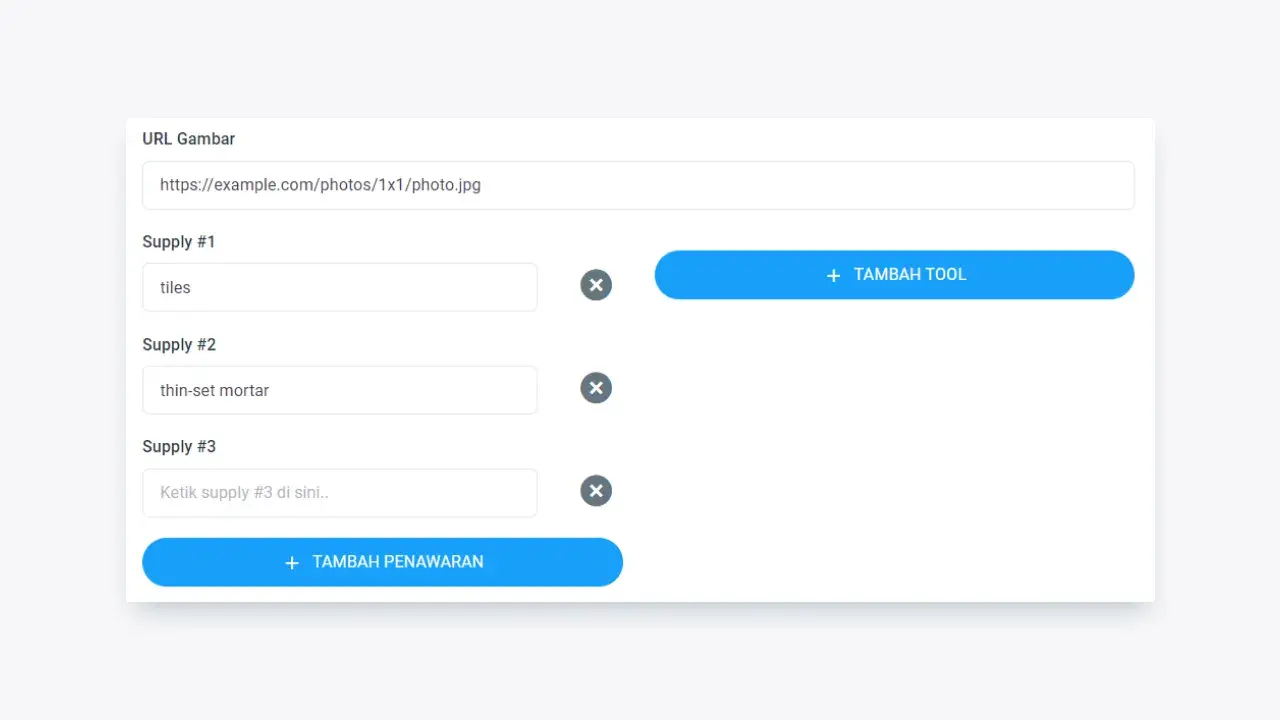 URL Gambar
https://example.com/photos/1x1/photo.jpg
Supply #1
tiles
+ TAMBAH TOOL
Supply #2
thin-set mortar
Supply #3
Ketik supply #3 di sini..
+ TAMBAH PENAWARAN